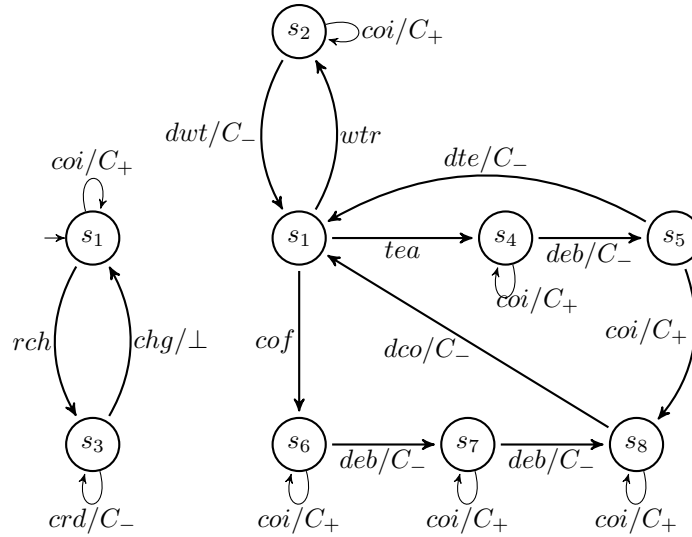 s₂
coi/C₊
dwt/C₋
wtr
coi/C₊
dte/C₋
s₁
s₁
tea
s₄
deb/C₋
s₅
coi/C₊
rch
chg/⊥
cof
dco/C₋
coi/C₊
s₃
s₆
deb/C₋
s₇
deb/C₋
s₈
crd/C₋
coi/C₊
coi/C₊
coi/C₊